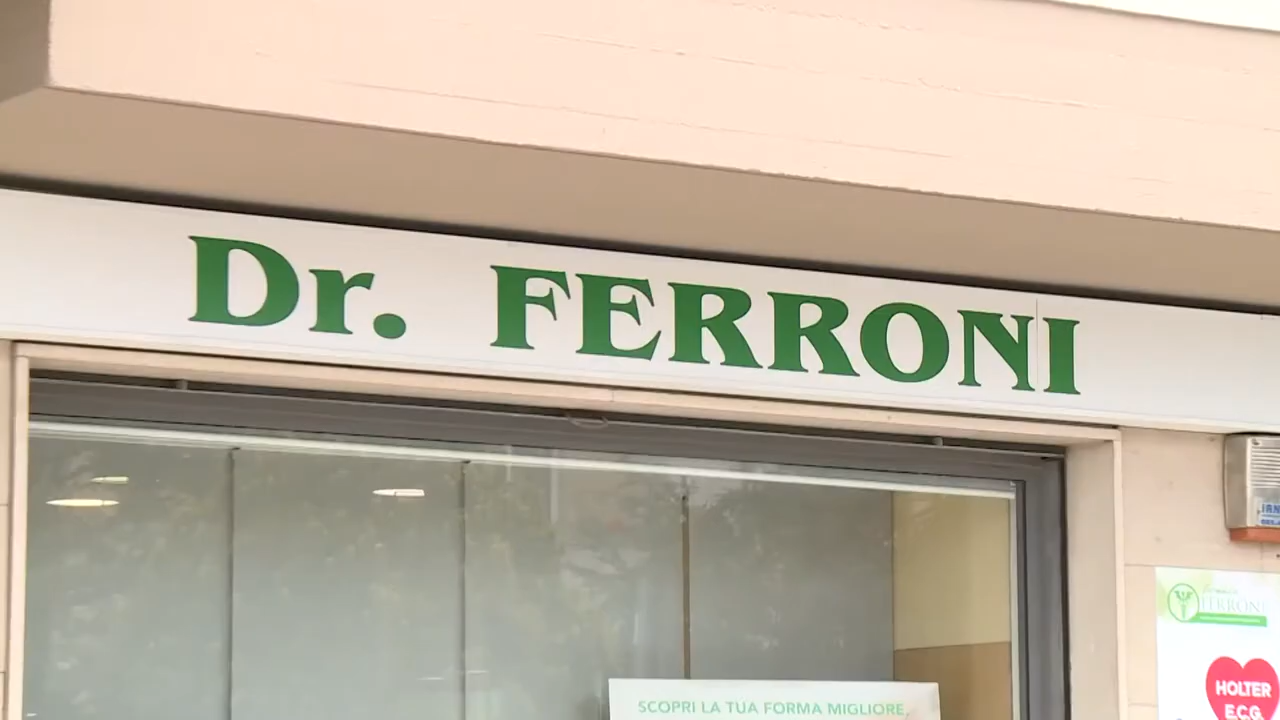 Dr. FERRONI
FERRONI
HOLTER
E.C.G.
SCOPRI LA TUA FORMA MIGLIORE,